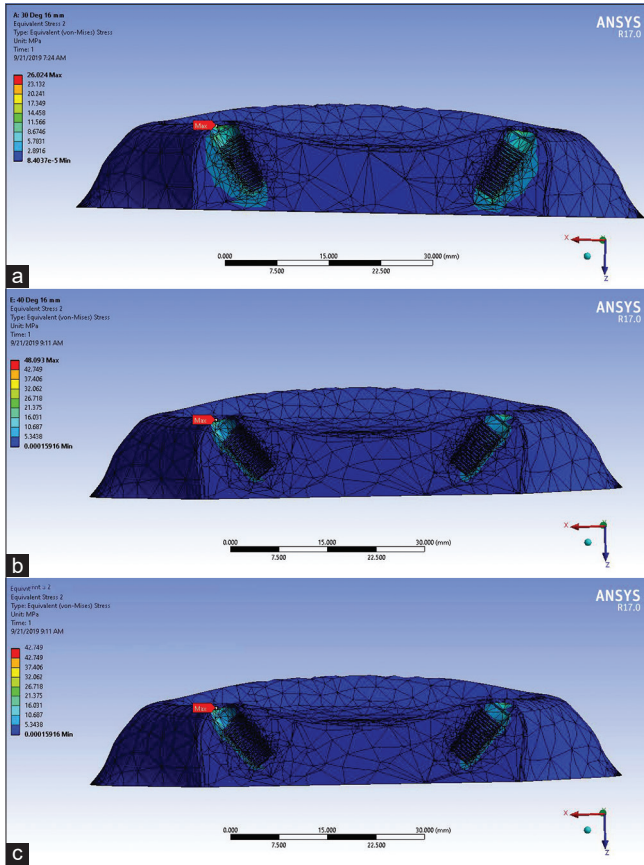 A: 30 Deg 16 mm
Equivalent Stress 2
Type: Equivalent (von-Mises) Stress
Unit: MPa
Time: 1
9/21/2019 7:24 AM
26.024 Max
23.132
20.241
17.349
14.458
11.566
8.6746
5.7831
2.8916
8.4037e-5 Min
ANSYS
R17.0
Max
0.000 15.000 30.000 (mm)
7.500 22.500
X
Z
a
E: 40 Deg 16 mm
Equivalent Stress 2
Type: Equivalent (von-Mises) Stress
Unit: MPa
Time: 1
9/21/2019 9:11 AM
48.093 Max
42.749
37.406
32.062
26.718
21.375
16.031
10.687
5.3438
0.00015916 Min
ANSYS
R17.0
Max
0.000 15.000 30.000 (mm)
7.500 22.500
X
Z
b
Equivalent Stress 2
Type: Equivalent (von-Mises) Stress
Unit: MPa
Time: 1
9/21/2019 9:11 AM
42.749
42.749
37.406
32.062
26.718
21.375
16.031
10.687
5.3438
0.00015916
ANSYS
R17.0
Max
0.000 15.000 30.000 (mm)
7.500 22.500
X
Z
c